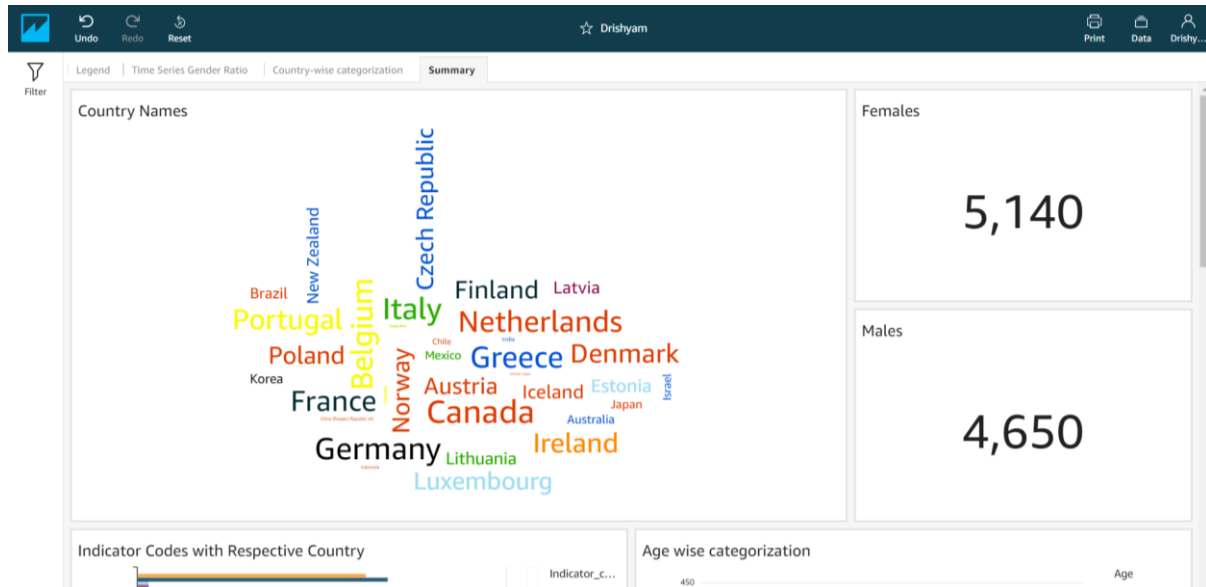 Undo
Redo
Reset
Drishyam
Print
Data
Drishy...
Filter
Legend
Time Series Gender Ratio
Country-wise categorization
Summary
Country Names
Czech Republic
New Zealand
Brazil
Finland
Latvia
Portugal
Belgium
Italy
Netherlands
Chile
India
Poland
Norway
Mexico
Greece
Denmark
Korea
Austria
Iceland
Estonia
Israel
France
Canada
Japan
Australia
Germany
Lithuania
Ireland
Indonesia
Luxembourg
Females
5,140
Males
4,650
Indicator Codes with Respective Country
Indicator_c...
Age wise categorization
450
Age